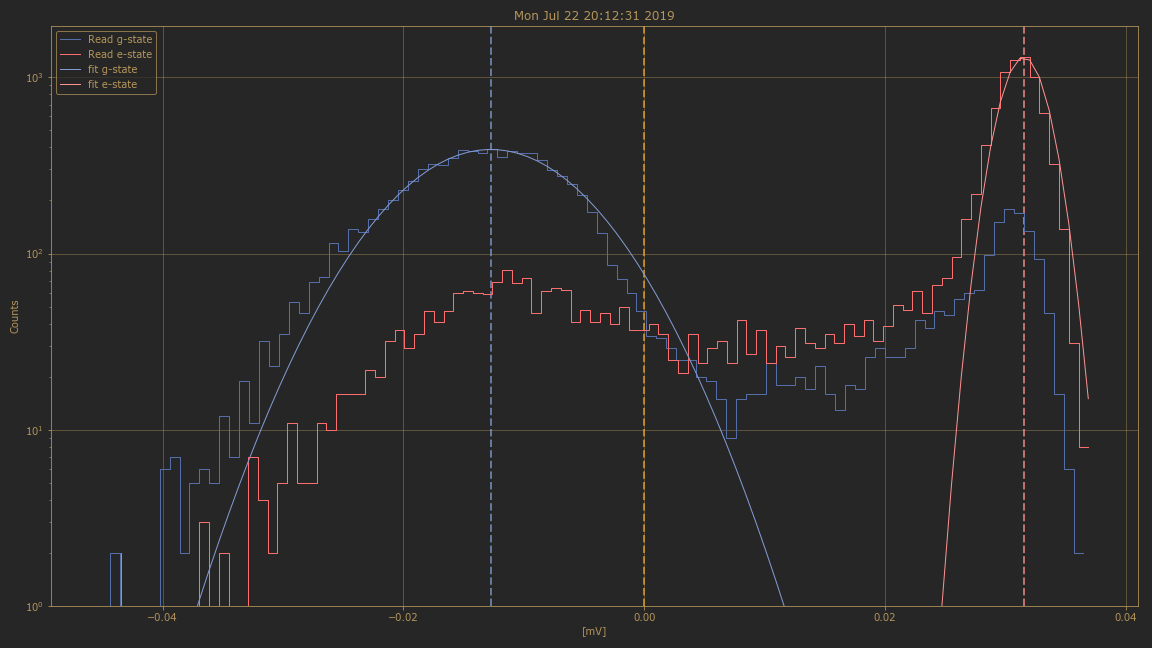 Mon Jul 22 20:12:31 2019
Read g-state
Read e-state
fit g-state
fit e-state
10³
10²
10¹
10⁰
Counts
−0.04
−0.02
0.00
0.02
0.04
[mV]